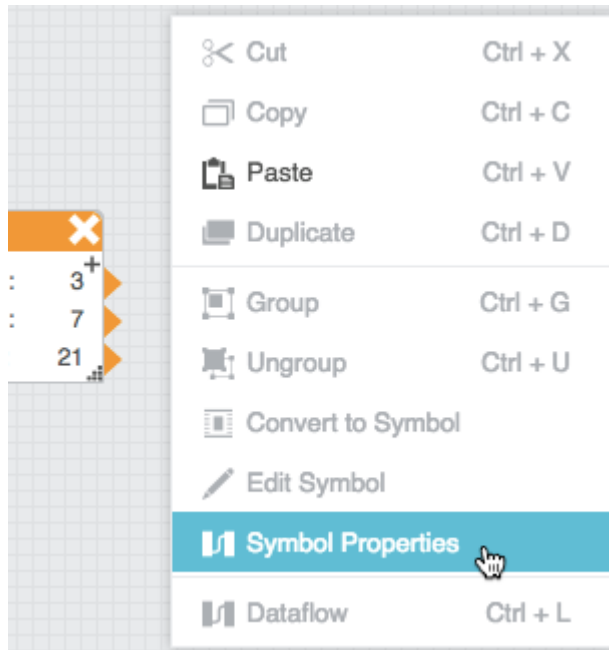 Cut Ctrl + X
Copy Ctrl + C
Paste Ctrl + V
Duplicate Ctrl + D
: 3
: 7
21
Group Ctrl + G
Ungroup Ctrl + U
Convert to Symbol
Edit Symbol
Symbol Properties
Dataflow Ctrl + L